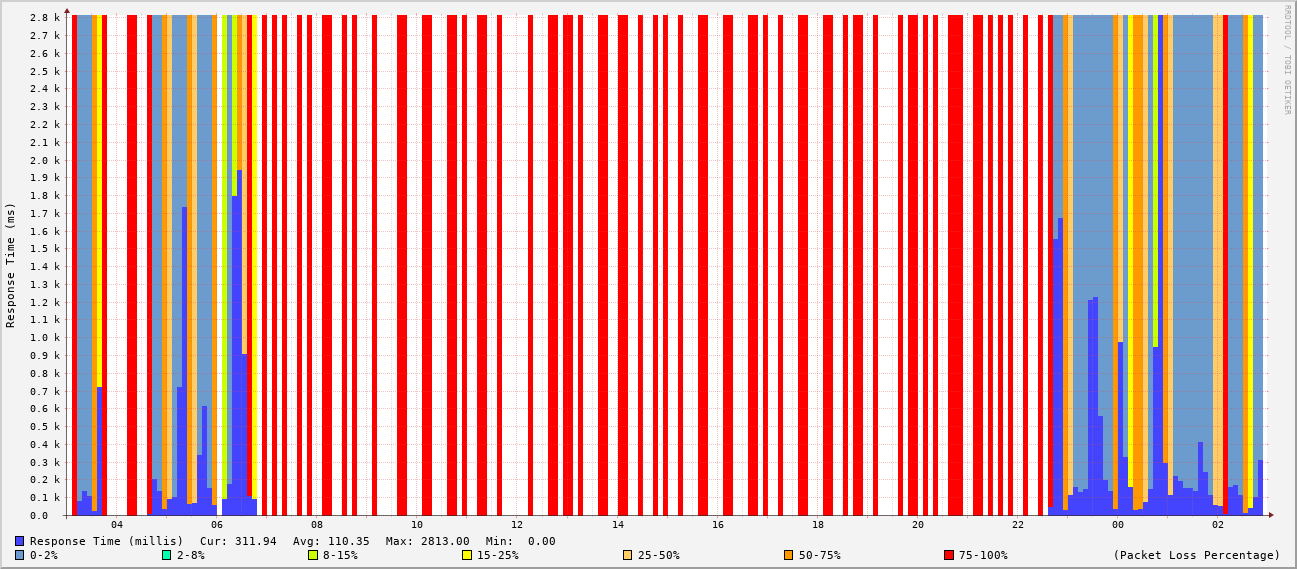 RRDTOOL / TOBI OETIKER
Response Time (ms)
2.8 k
2.7 k
2.6 k
2.5 k
2.4 k
2.3 k
2.2 k
2.1 k
2.0 k
1.9 k
1.8 k
1.7 k
1.6 k
1.5 k
1.4 k
1.3 k
1.2 k
1.1 k
1.0 k
0.9 k
0.8 k
0.7 k
0.6 k
0.5 k
0.4 k
0.3 k
0.2 k
0.1 k
0.0
04 06 08 10 12 14 16 18 20 22 00 02
Response Time (millis) Cur: 311.94 Avg: 110.35 Max: 2813.00 Min: 0.00
0-2% 2-8% 8-15% 15-25% 25-50% 50-75% 75-100% (Packet Loss Percentage)